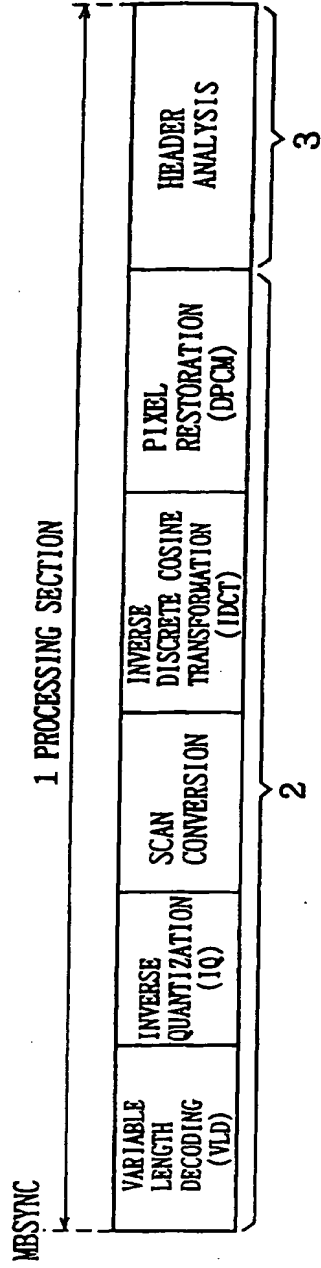 MBSYNC
1 PROCESSING SECTION
VARIABLE
LENGTH
DECODING
(VLD)
INVERSE
QUANTIZATION
(IQ)
SCAN
CONVERSION
INVERSE
DISCRETE COSINE
TRANSFORMATION
(IDCT)
PIXEL
RESTORATION
(DPCM)
HEADER
ANALYSIS
2
3